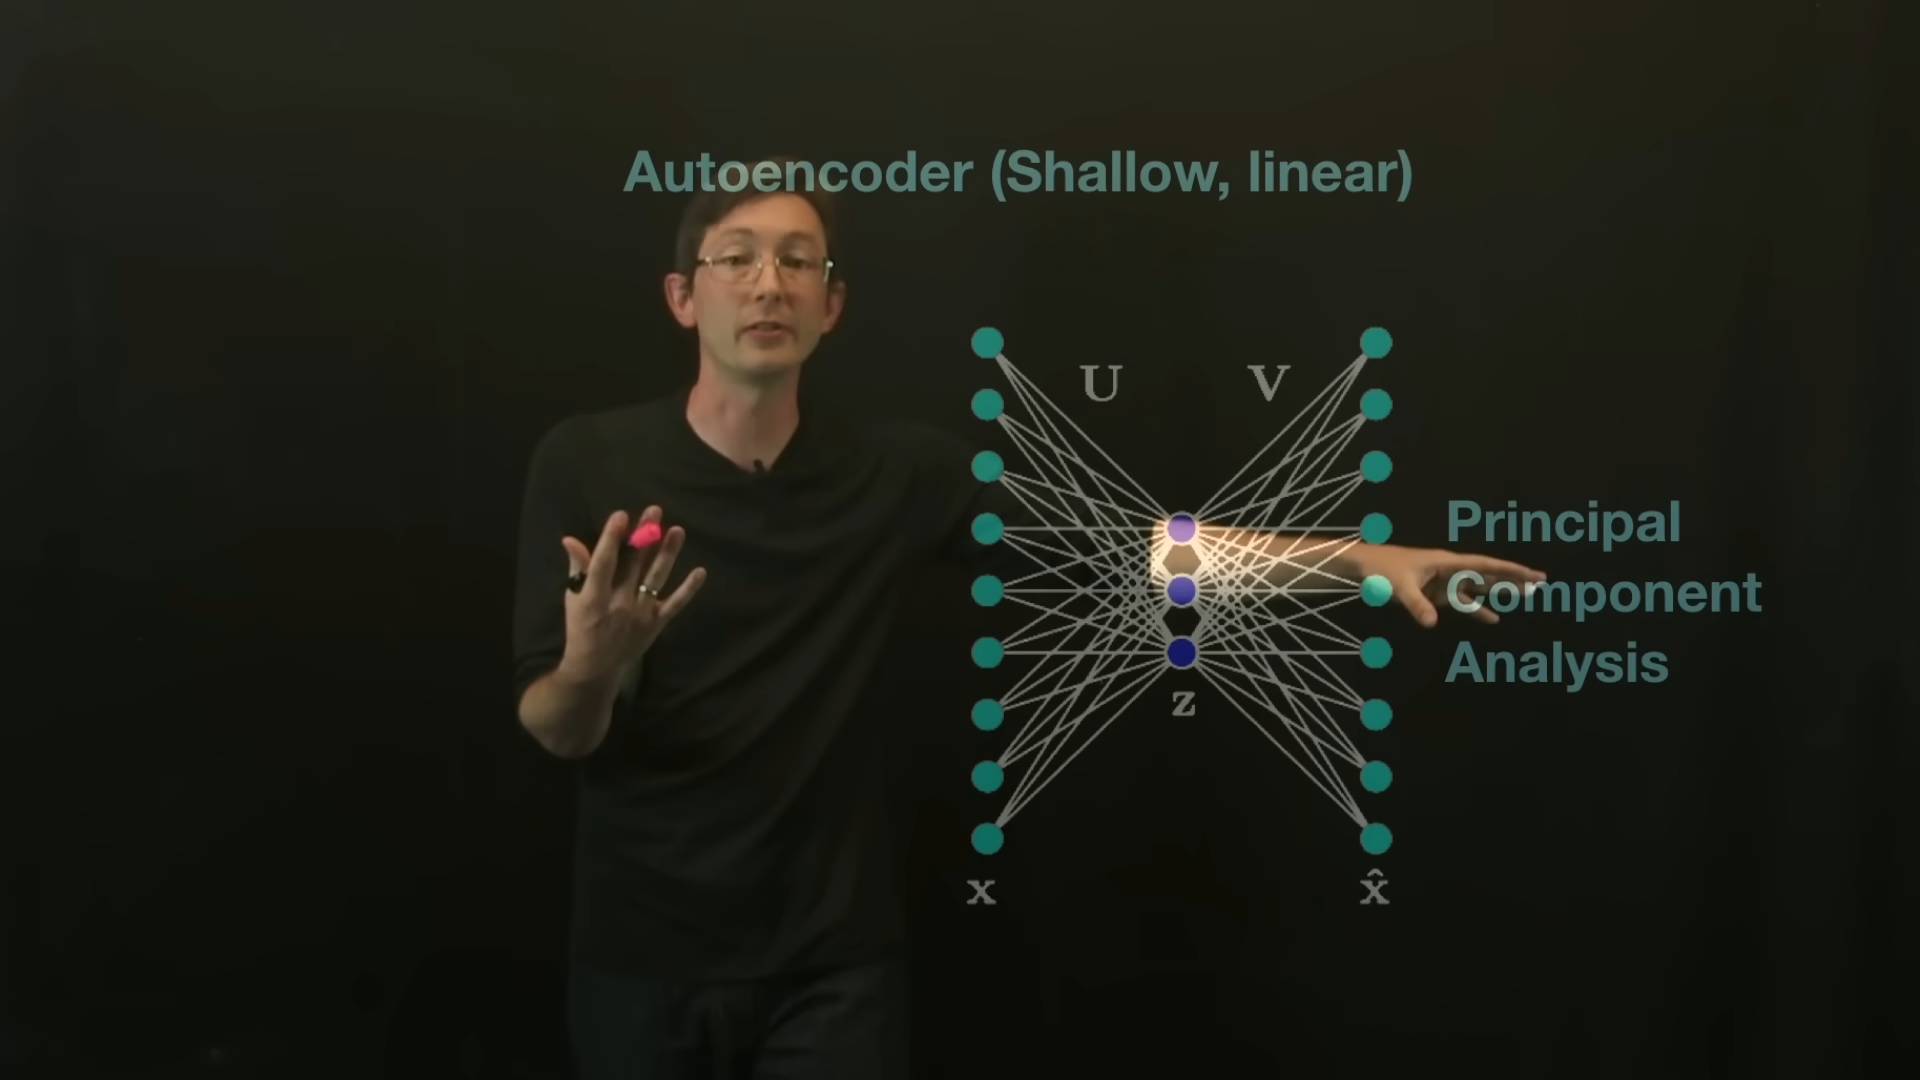 Autoencoder (Shallow, linear)
U V
Principal
Component
Analysis
z
x x̂